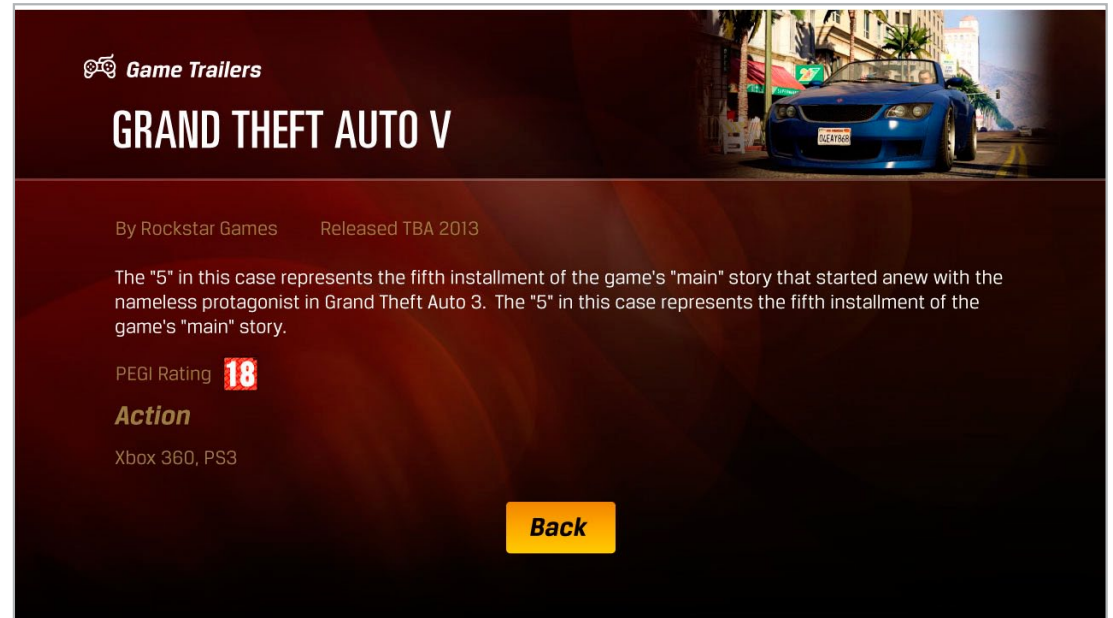 Game Trailers
GRAND THEFT AUTO V
By Rockstar Games Released TBA 2013
The "5" in this case represents the fifth installment of the game's "main" story that started anew with the
nameless protagonist in Grand Theft Auto 3. The "5" in this case represents the fifth installment of the
game's "main" story.
PEGI Rating 18
Action
Xbox 360, PS3
Back